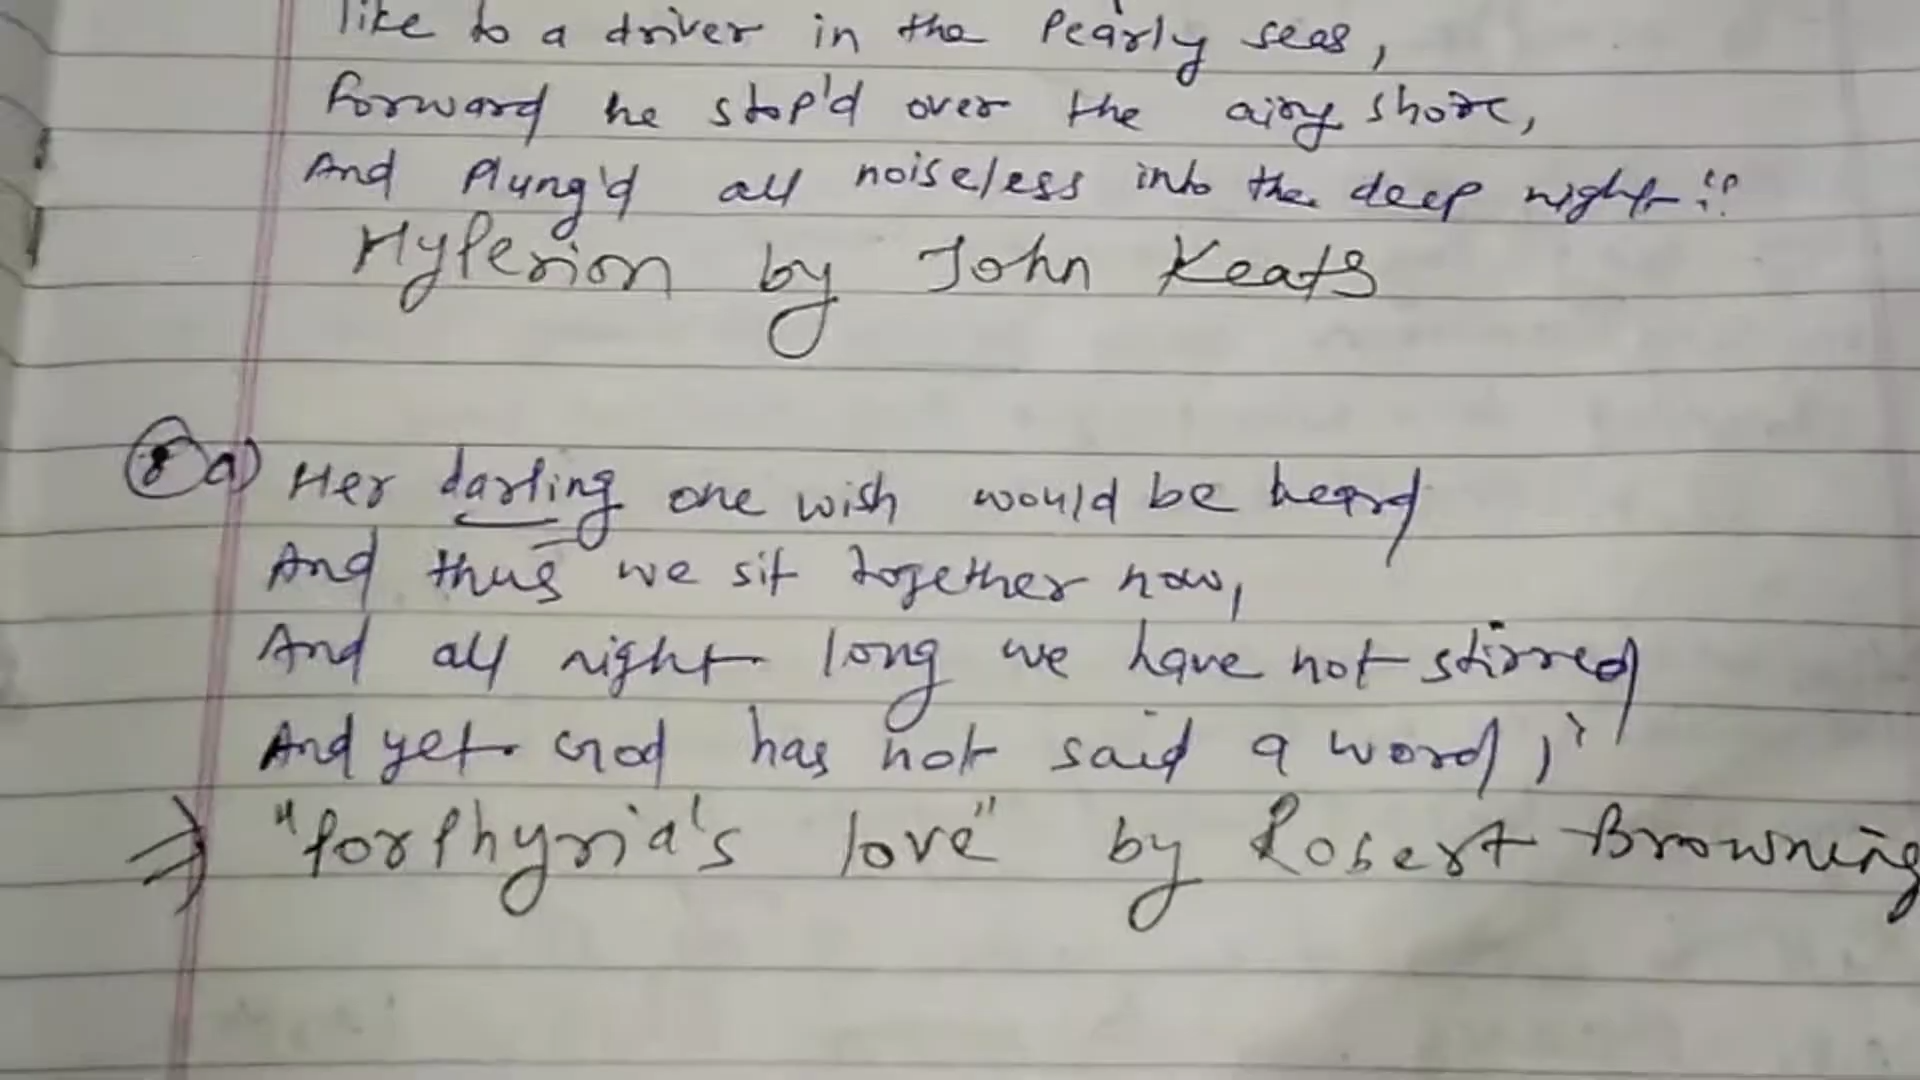 like to a driver in the Pearly seas,
Forward he stop'd over the airy shore,
And Plung'd all noiseless into the deep night."
Hyperion by John Keats
8 a) Her darling one wish would be heard
And thus we sit together now,
And all night long we have not stirred
And yet God has not said a word,"
⇒ "Porphyria's love" by Robert Browning